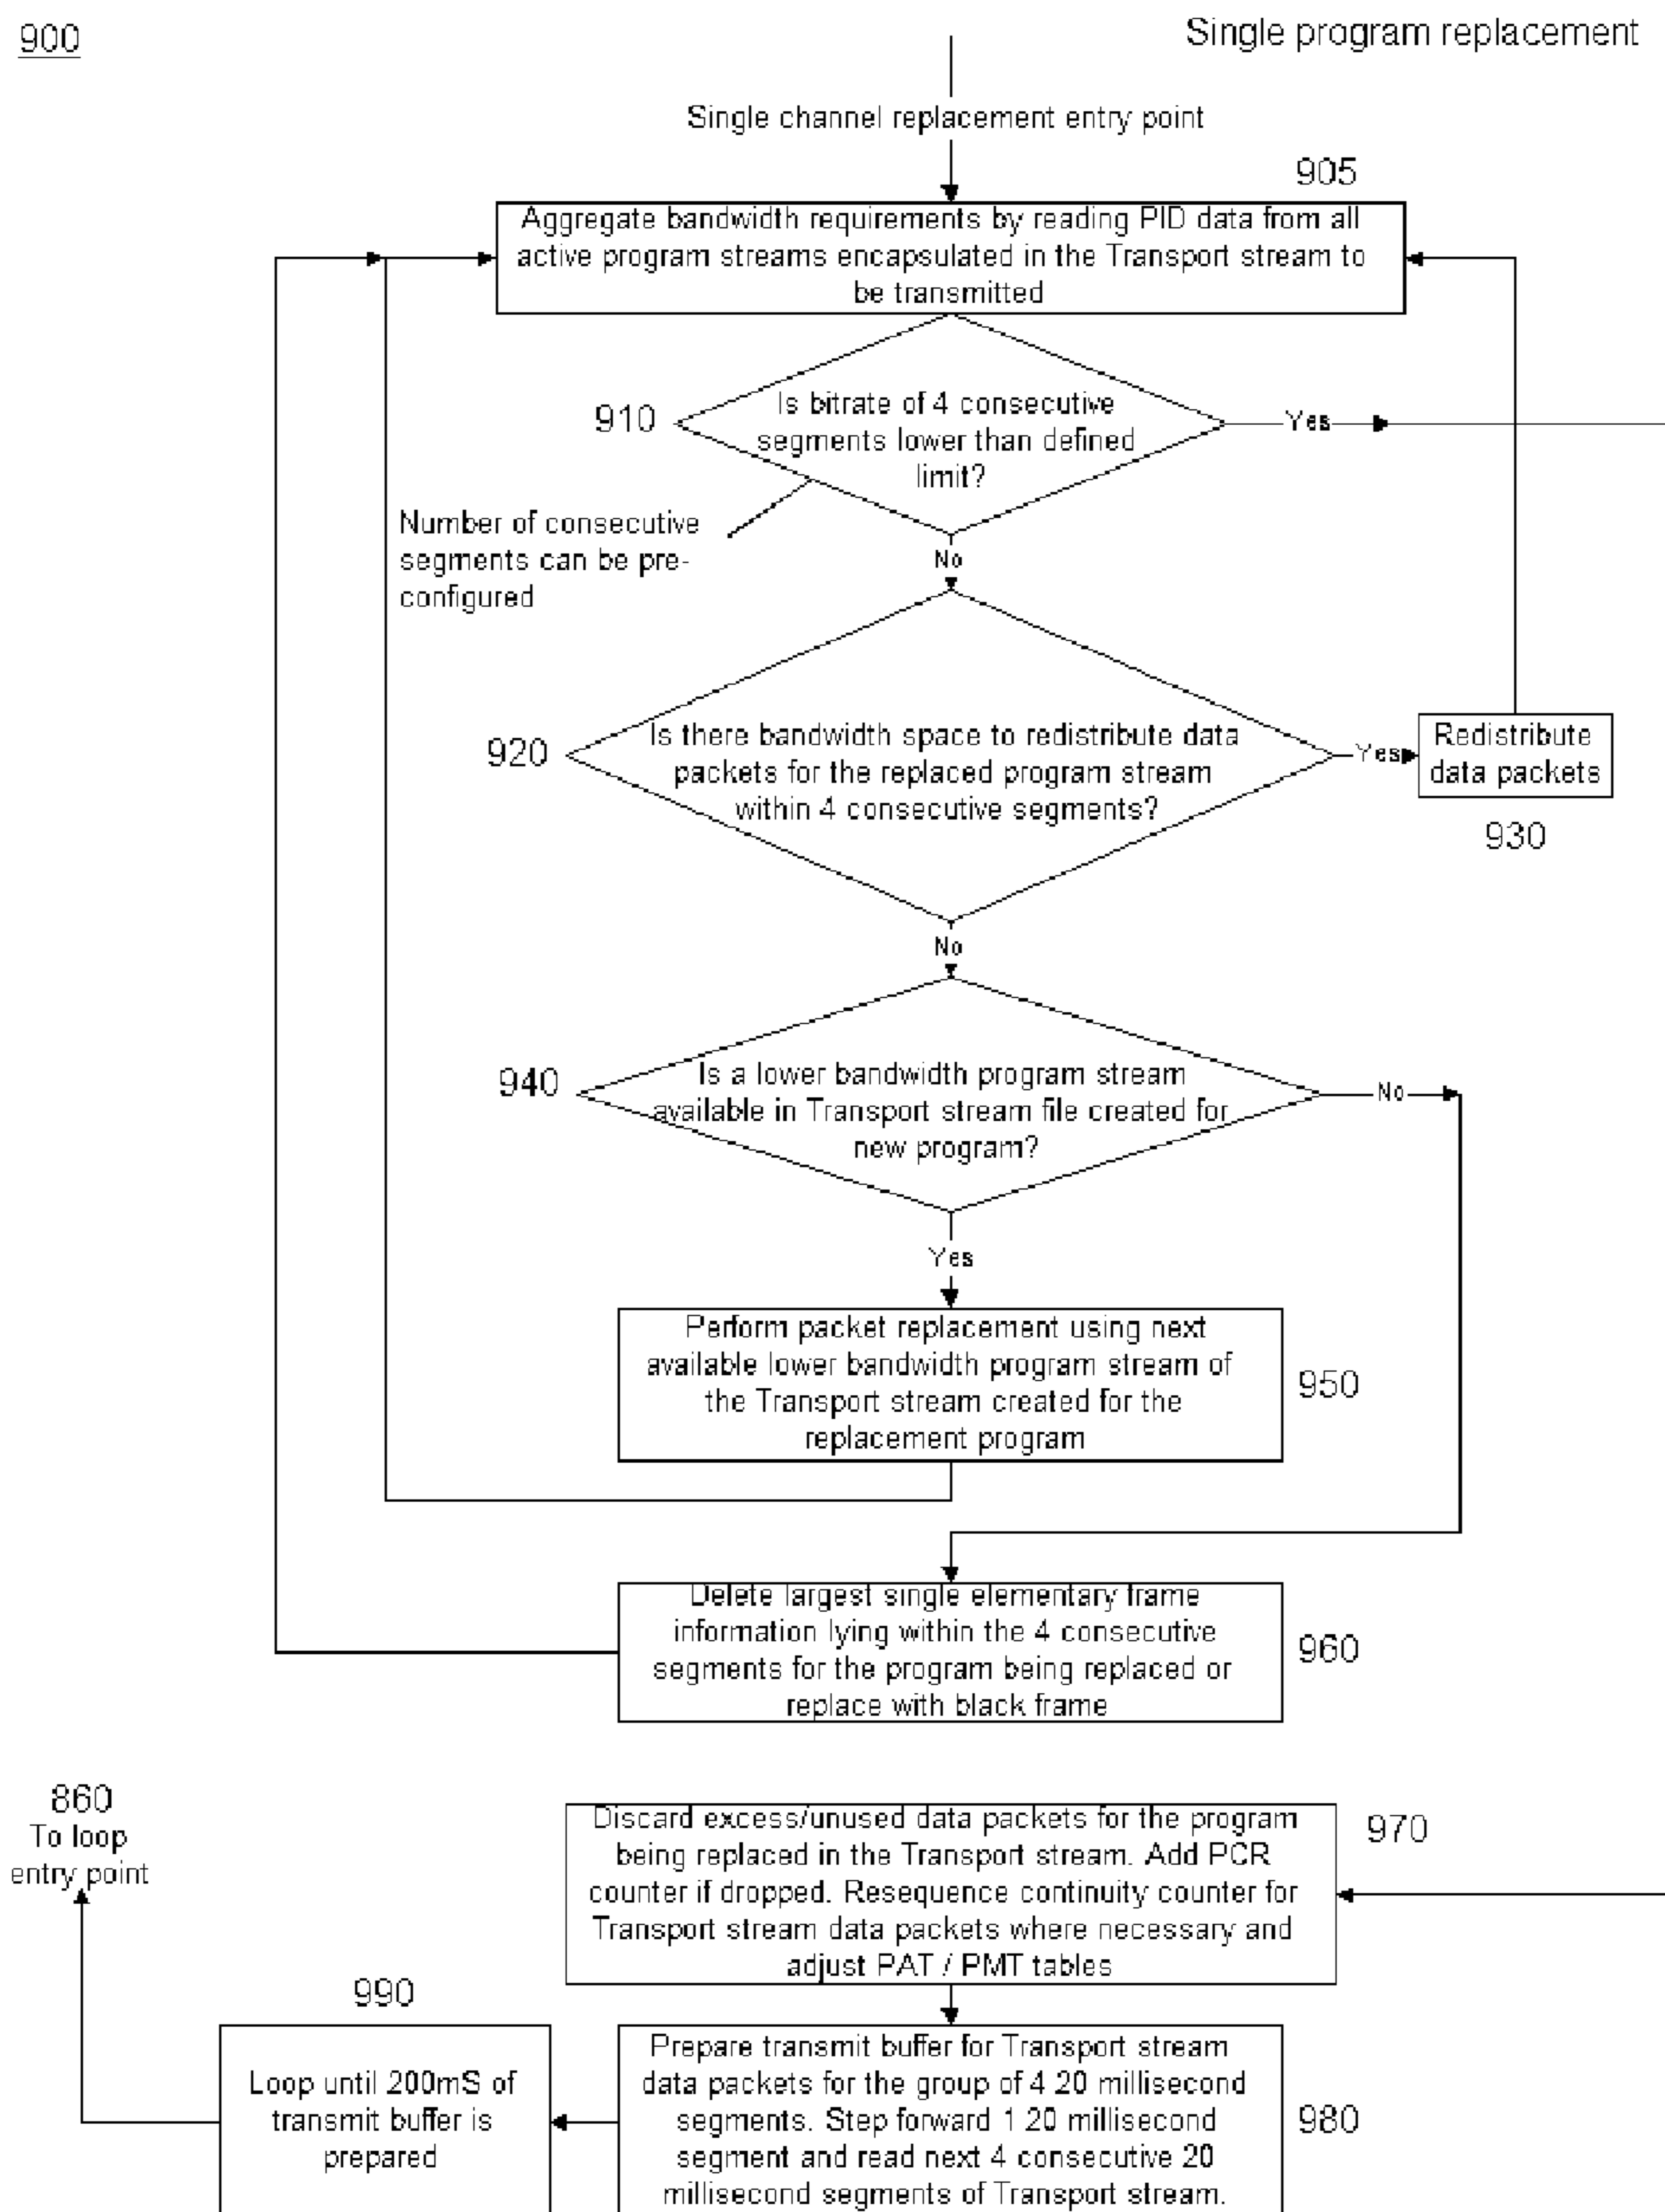 900
Single program replacement
Single channel replacement entry point
905
Aggregate bandwidth requirements by reading PID data from all
active program streams encapsulated in the Transport stream to
be transmitted
910
Is bitrate of 4 consecutive
segments lower than defined
limit?
Yes
Number of consecutive
segments can be pre-
configured
No
920
Is there bandwidth space to redistribute data
packets for the replaced program stream
within 4 consecutive segments?
Yes
Redistribute
data packets
930
No
940
Is a lower bandwidth program stream
available in Transport stream file created for
new program?
No
Yes
Perform packet replacement using next
available lower bandwidth program stream of
the Transport stream created for the
replacement program
950
Delete largest single elementary frame
information lying within the 4 consecutive
segments for the program being replaced or
replace with black frame
960
860
To loop
entry point
Discard excess/unused data packets for the program
being replaced in the Transport stream. Add PCR
counter if dropped. Resequence continuity counter for
Transport stream data packets where necessary and
adjust PAT / PMT tables
970
990
Loop until 200mS of
transmit buffer is
prepared
Prepare transmit buffer for Transport stream
data packets for the group of 4 20 millisecond
segments. Step forward 1 20 millisecond
segment and read next 4 consecutive 20
millisecond segments of Transport stream.
980